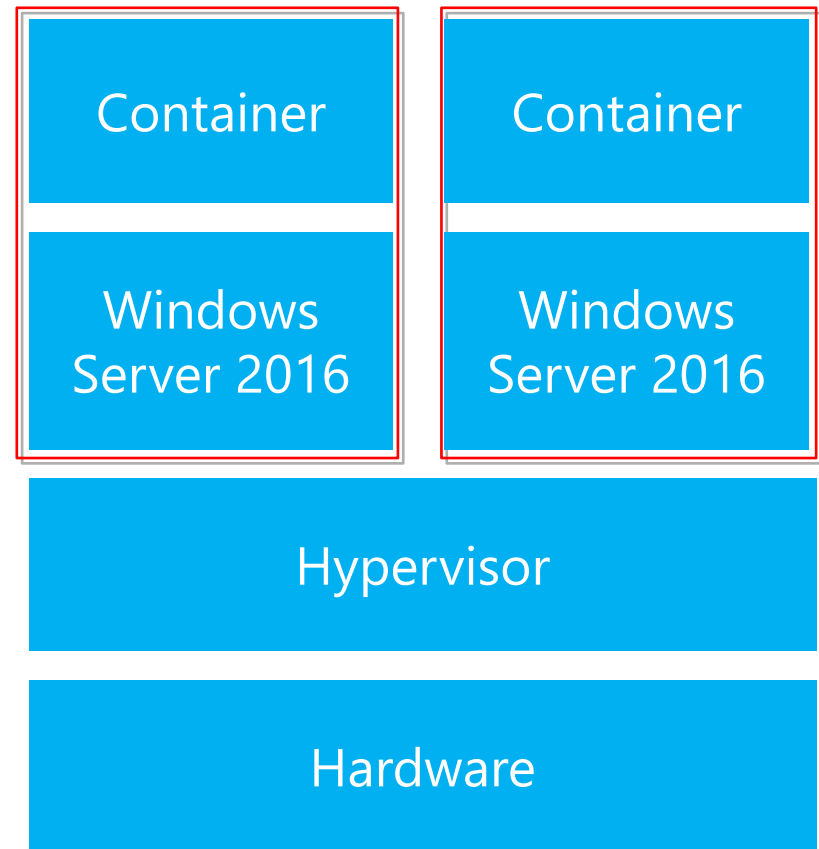 Container
Container
Windows
Server 2016
Windows
Server 2016
Hypervisor
Hardware